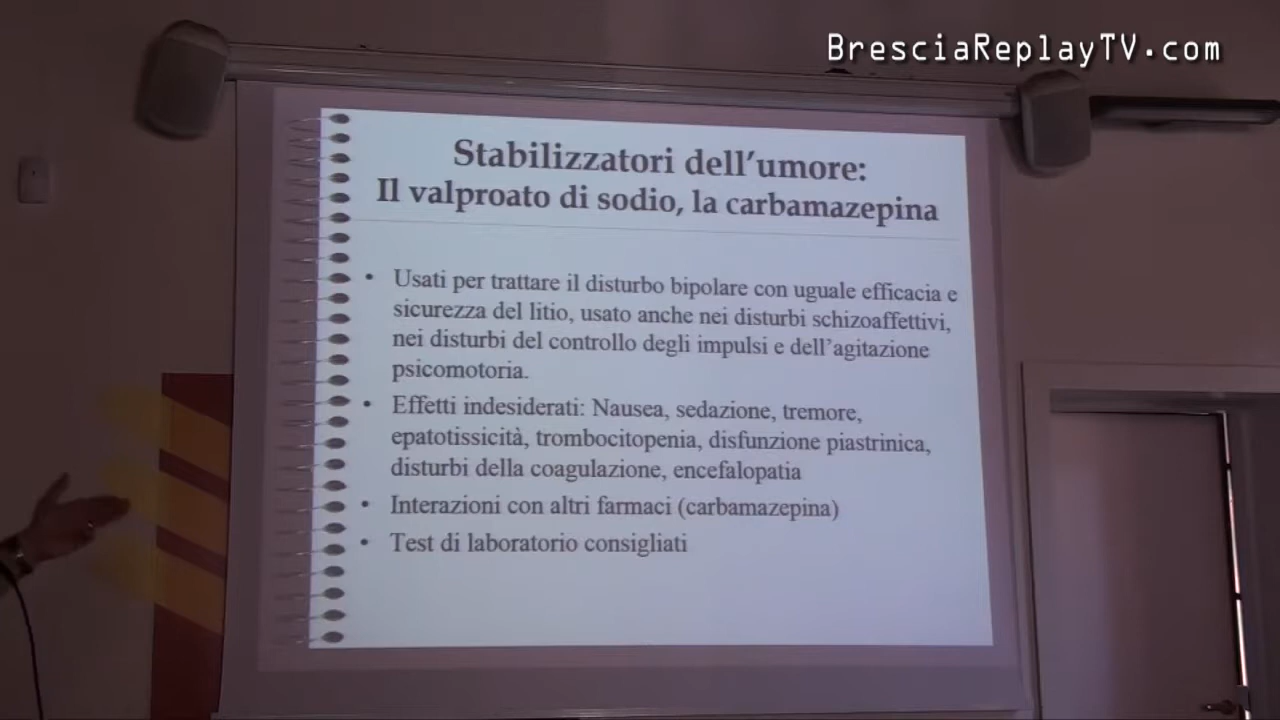 BresciaReplayTV.com
Stabilizzatori dell'umore:
Il valproato di sodio, la carbamazepina
• Usati per trattare il disturbo bipolare con uguale efficacia e
sicurezza del litio, usato anche nei disturbi schizoaffettivi,
nei disturbi del controllo degli impulsi e dell'agitazione
psicomotoria.
• Effetti indesiderati: Nausea, sedazione, tremore,
epatotissicità, trombocitopenia, disfunzione piastrinica,
disturbi della coagulazione, encefalopatia
• Interazioni con altri farmaci (carbamazepina)
• Test di laboratorio consigliati